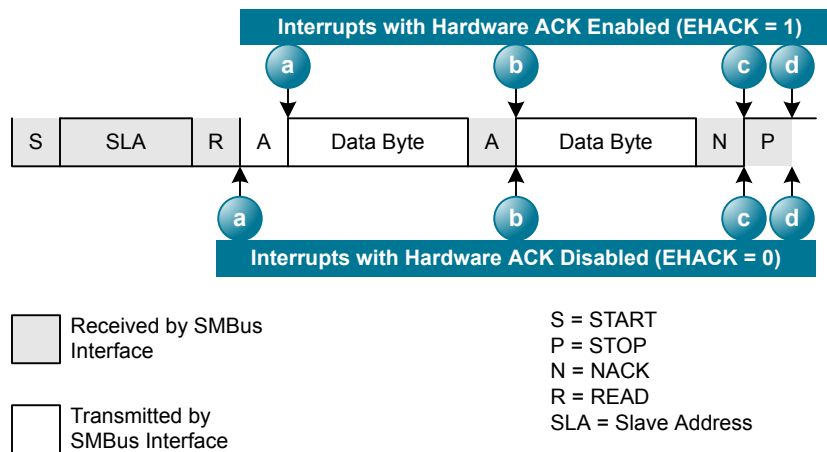 Interrupts with Hardware ACK Enabled (EHACK = 1)
a b c d
S SLA R A Data Byte A Data Byte N P
a b c d
Interrupts with Hardware ACK Disabled (EHACK = 0)
Received by SMBus
Interface
Transmitted by
SMBus Interface
S = START
P = STOP
N = NACK
R = READ
SLA = Slave Address